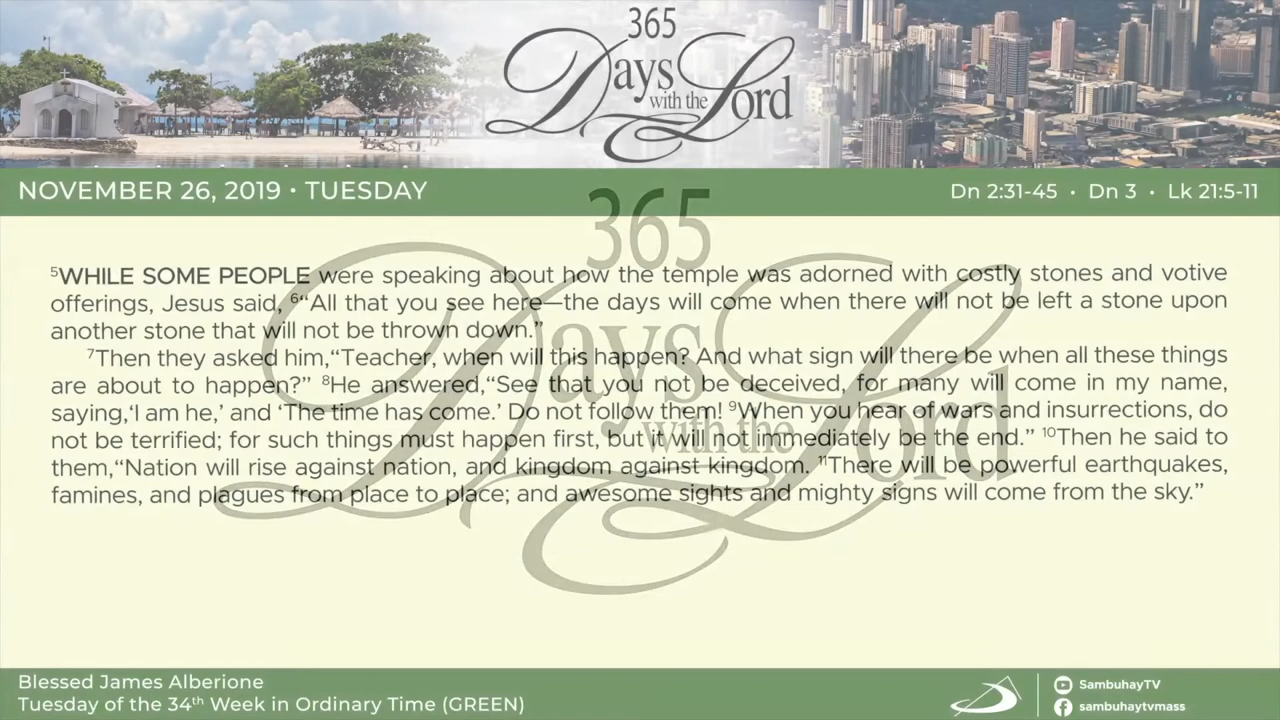 365
Days with the Lord
NOVEMBER 26, 2019 • TUESDAY
Dn 2:31-45 • Dn 3 • Lk 21:5-11
365
Days with the Lord
⁵WHILE SOME PEOPLE were speaking about how the temple was adorned with costly stones and votive
offerings, Jesus said, ⁶“All that you see here—the days will come when there will not be left a stone upon
another stone that will not be thrown down.”
⁷Then they asked him,“Teacher, when will this happen? And what sign will there be when all these things
are about to happen?” ⁸He answered,“See that you not be deceived, for many will come in my name,
saying,‘I am he,’ and ‘The time has come.’ Do not follow them! ⁹When you hear of wars and insurrections, do
not be terrified; for such things must happen first, but it will not immediately be the end.” ¹⁰Then he said to
them,“Nation will rise against nation, and kingdom against kingdom. ¹¹There will be powerful earthquakes,
famines, and plagues from place to place; and awesome sights and mighty signs will come from the sky.”
Blessed James Alberione
Tuesday of the 34th Week in Ordinary Time (GREEN)
SambuhayTV
sambuhaytvmass